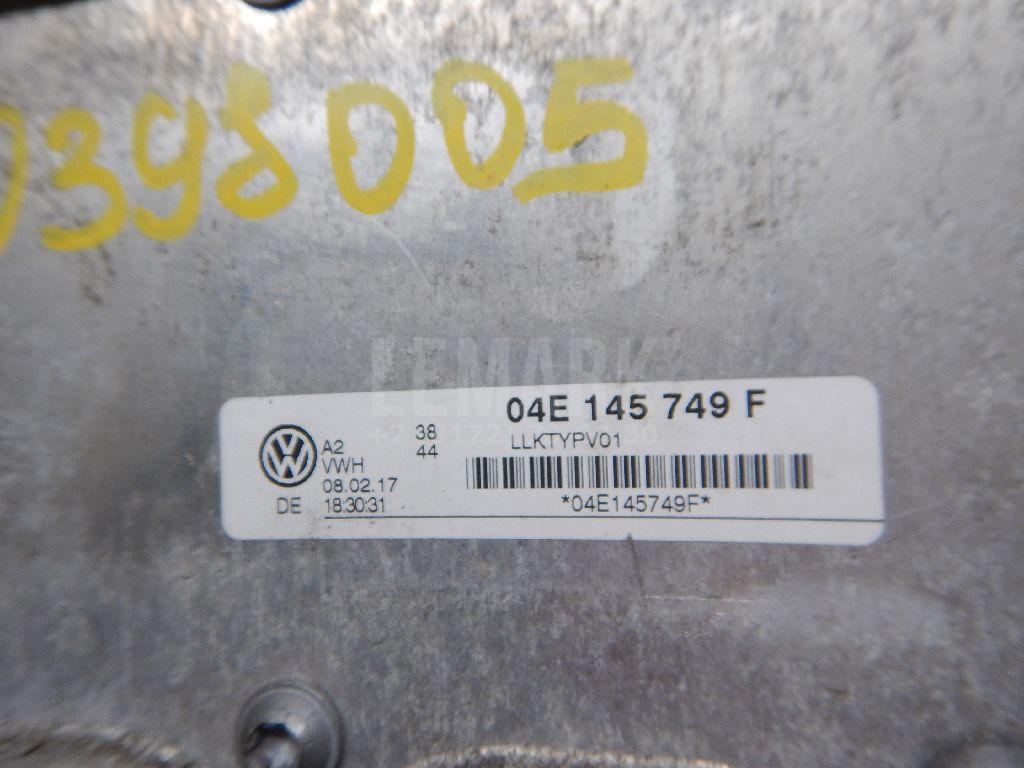 398005
LEMARK
04E 145 749 F
A2 38 LLKTYPV01
VWH 44
08.02.17
DE 18:30:31 *04E145749F*